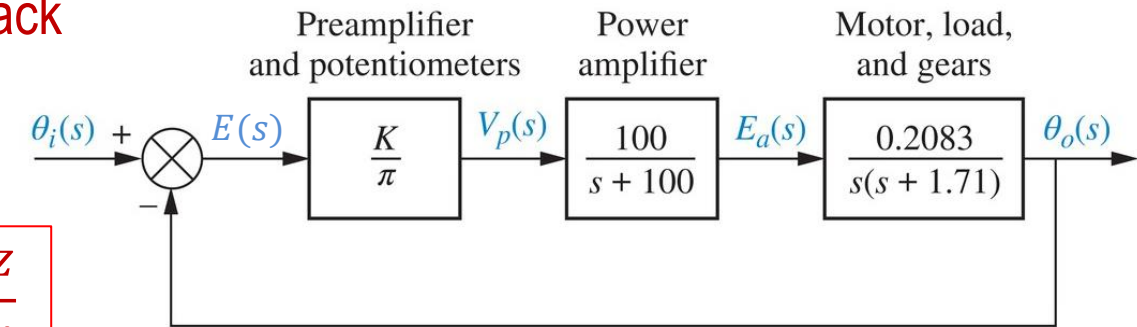 ack
Preamplifier
and potentiometers
Power
amplifier
Motor, load,
and gears
θᵢ(s) +
E(s)
K
π
Vₚ(s)
100
s + 100
Eₐ(s)
0.2083
s(s + 1.71)
θₒ(s)
−
z